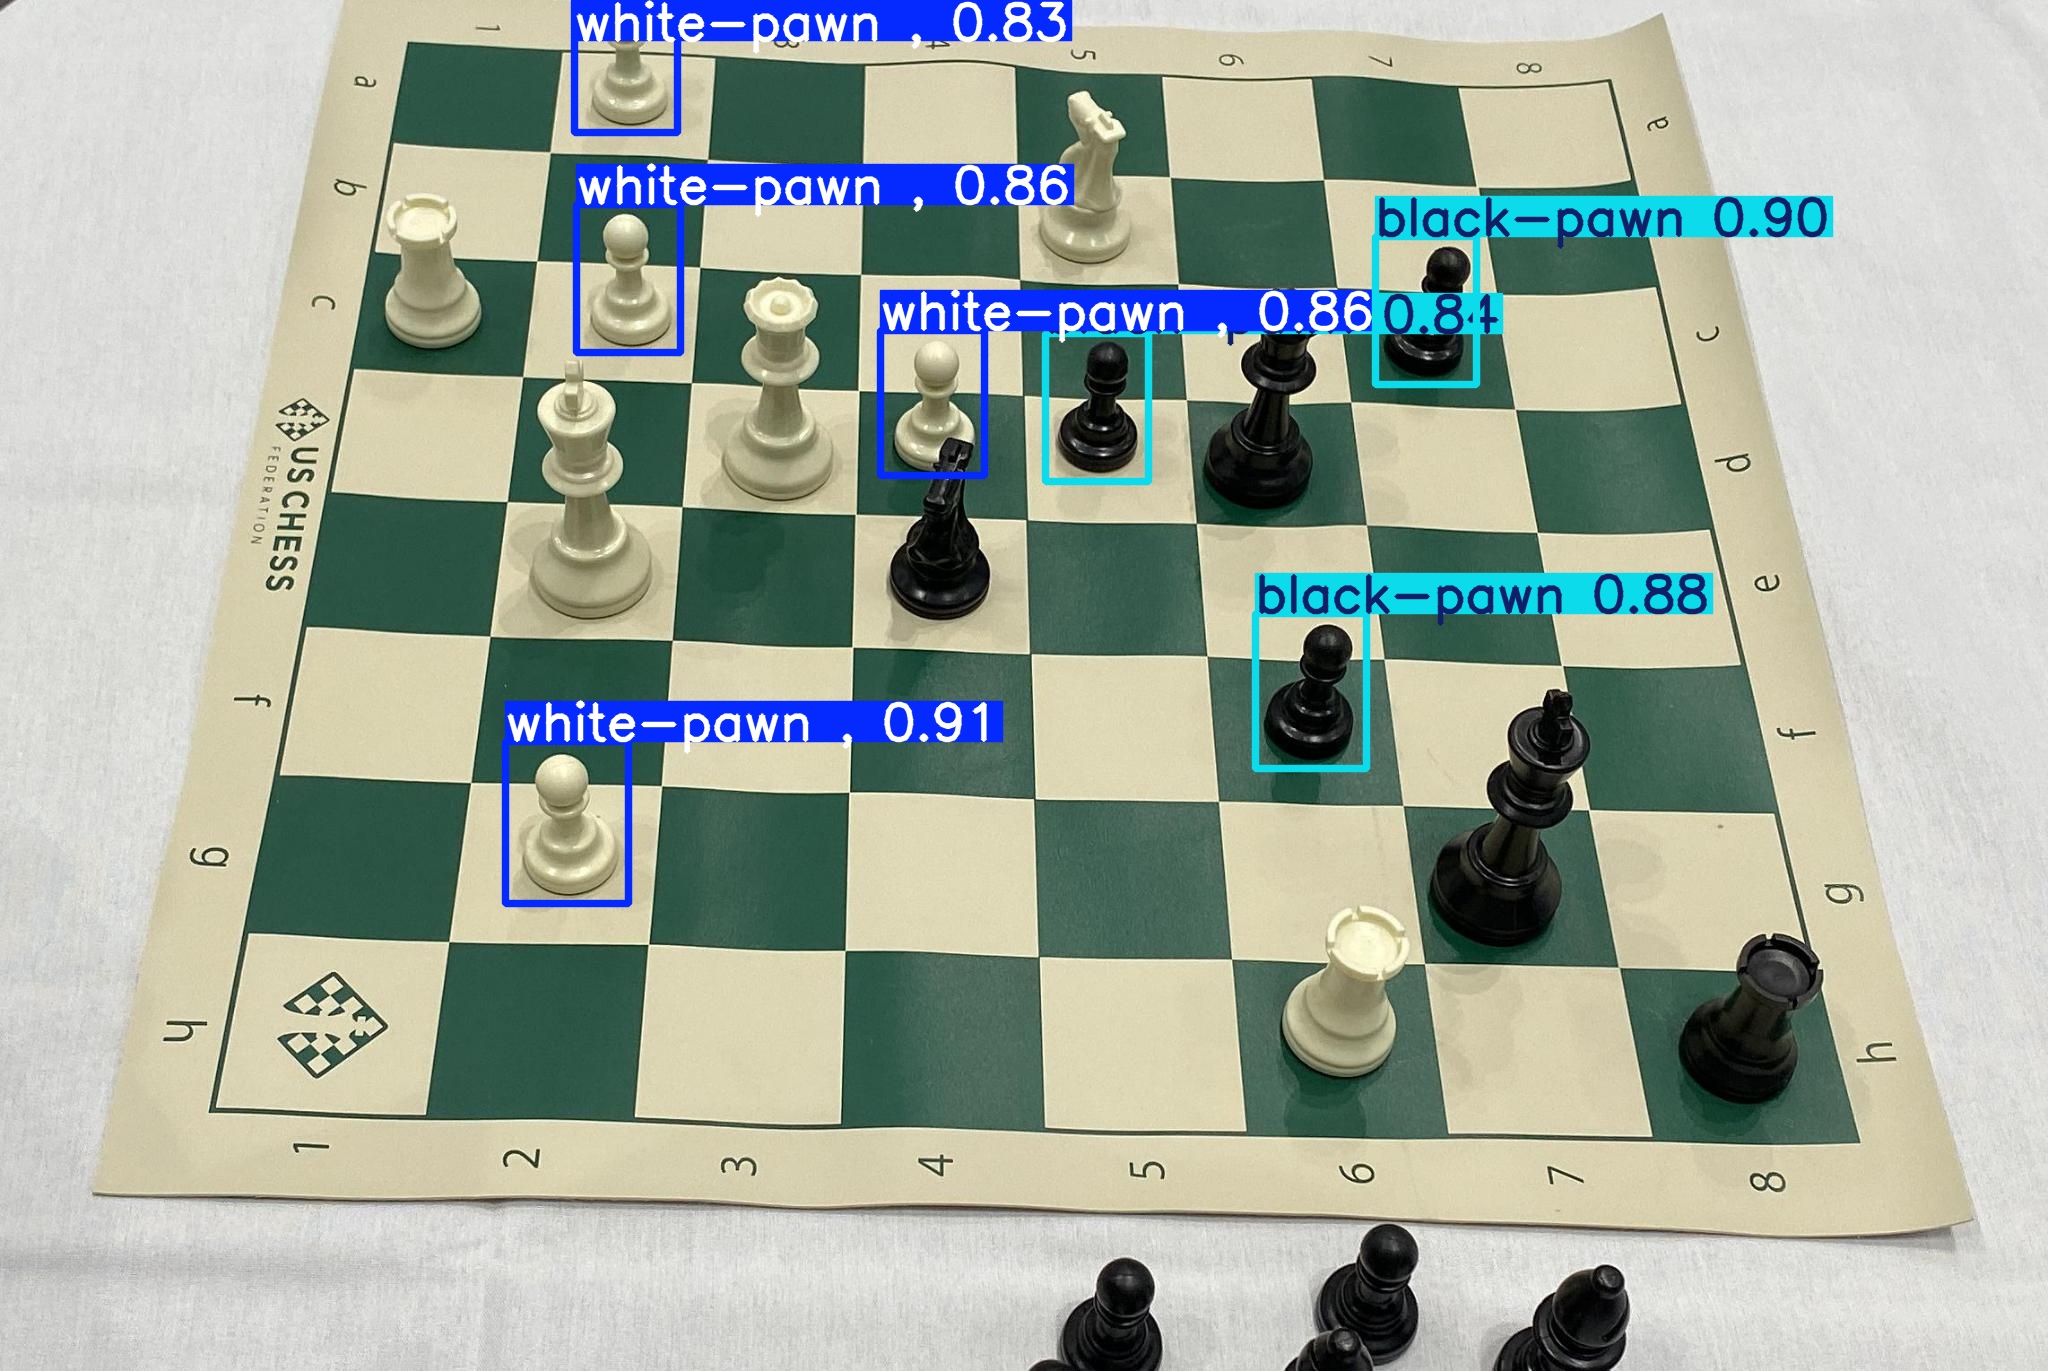 white-pawn , 0.83
1
5
6
7
8
a
a
b
white-pawn , 0.86
black-pawn 0.90
c
white-pawn , 0.86
0.84
c
US CHESS
FEDERATION
d
black-pawn 0.88
e
f
white-pawn , 0.91
f
g
g
h
h
1
2
3
4
5
6
7
8